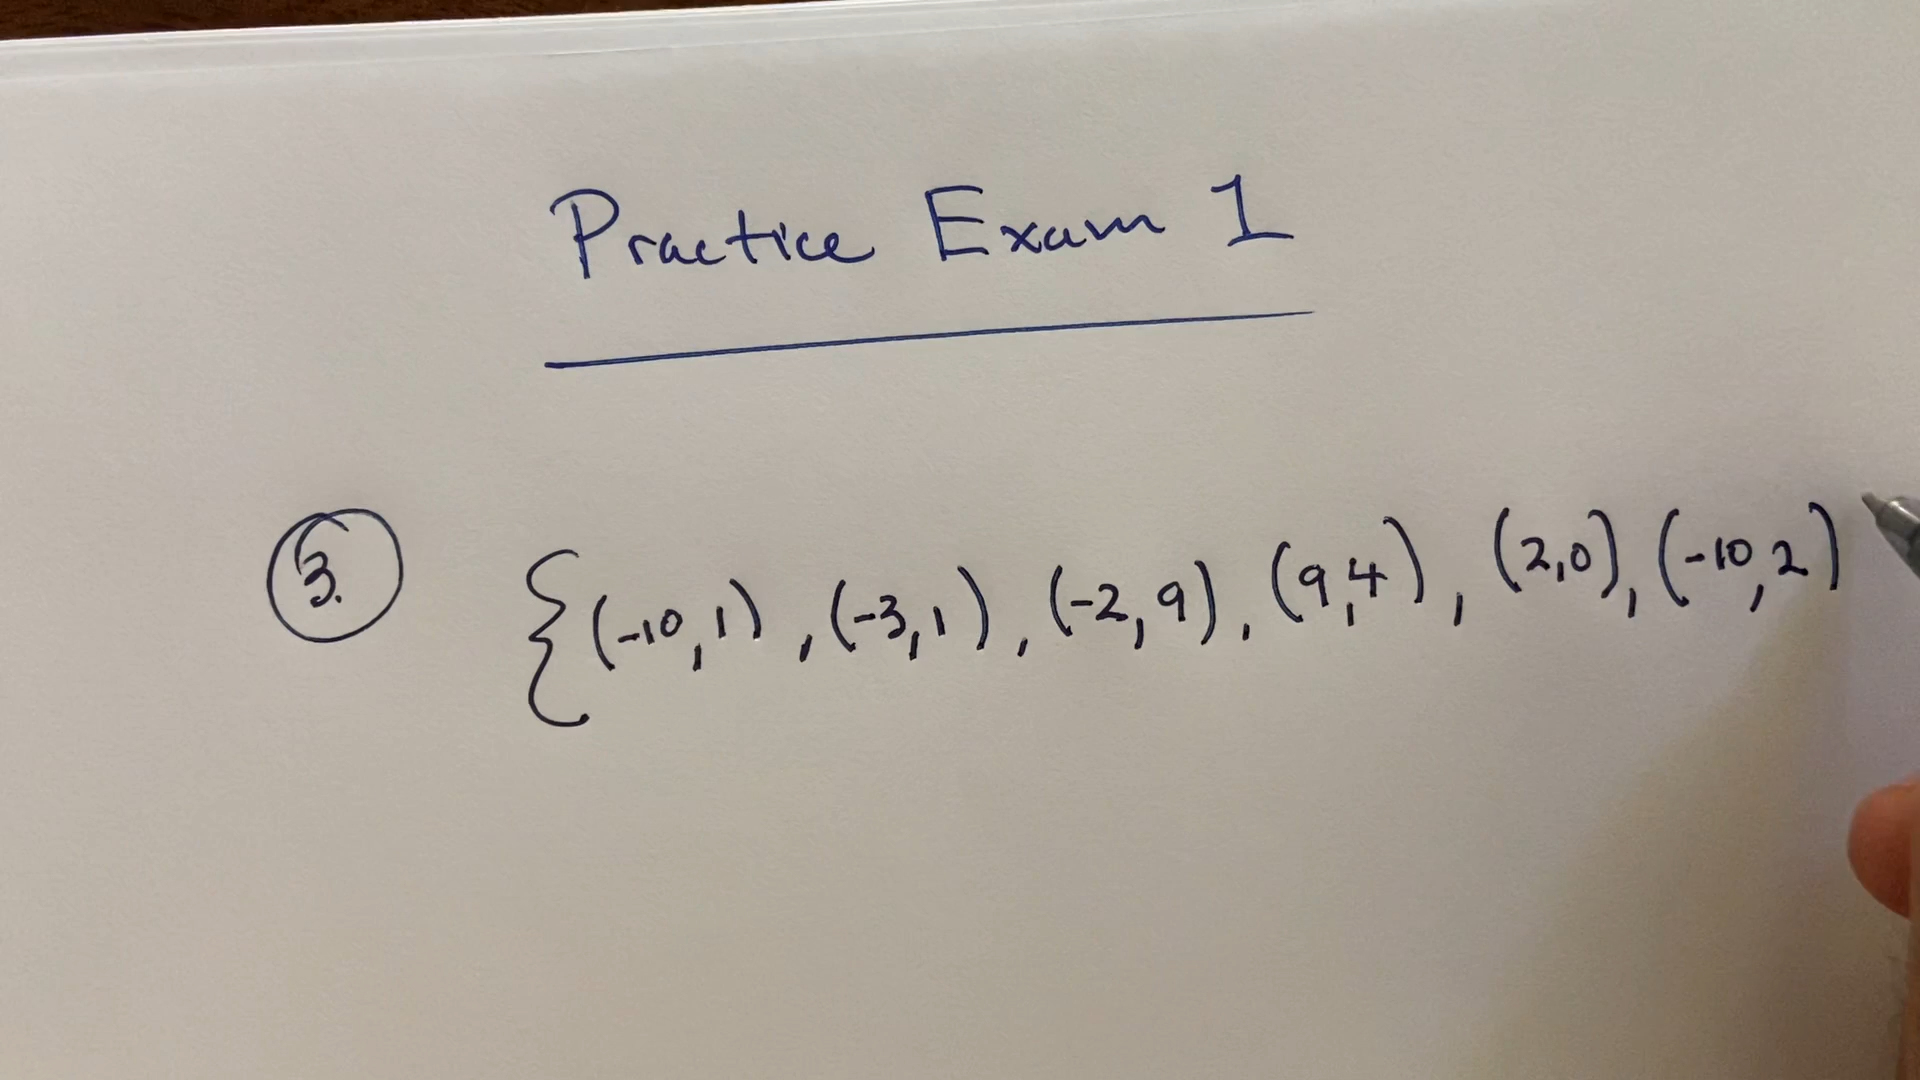 Practice Exam 1
3. {(-10,1), (-3,1), (-2,9), (9,4), (2,0), (-10,2)